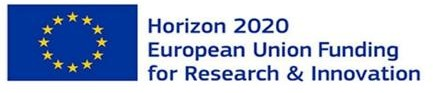 Horizon 2020
European Union Funding
for Research & Innovation